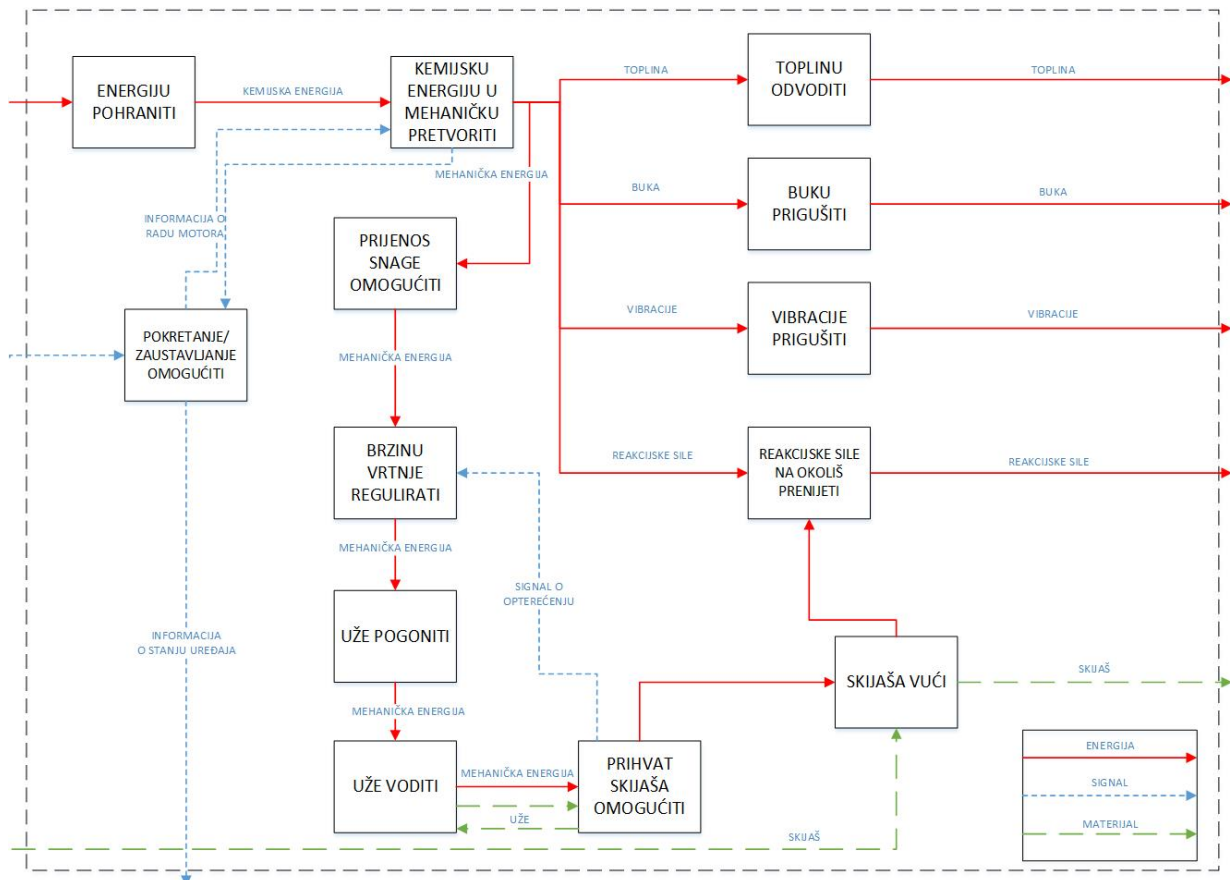 ENERGIJU
POHRANITI
KEMIJSKA ENERGIJA
KEMIJSKU
ENERGIJU U
MEHANIČKU
PRETVORITI
TOPLINA
TOPLINU
ODVODITI
TOPLINA
MEHANIČKA ENERGIJA
BUKA
BUKU
PRIGUŠITI
BUKA
INFORMACIJA O
RADU MOTORA
PRIJENOS
SNAGE
OMOGUĆITI
VIBRACIJE
VIBRACIJE
PRIGUŠITI
VIBRACIJE
POKRETANJE/
ZAUSTAVLJANJE
OMOGUĆITI
MEHANIČKA ENERGIJA
BRZINU
VRTNJE
REGULIRATI
REAKCIJSKE SILE
REAKCIJSKE SILE
NA OKOLIŠ
PRENIJETI
REAKCIJSKE SILE
MEHANIČKA ENERGIJA
SIGNAL O
OPTEREĆENJU
UŽE POGONITI
INFORMACIJA
O STANJU UREĐAJA
MEHANIČKA ENERGIJA
SKIJAŠA VUĆI
SKIJAŠ
UŽE VODITI
MEHANIČKA ENERGIJA
UŽE
PRIHVAT
SKIJAŠA
OMOGUĆITI
SKIJAŠ
ENERGIJA
SIGNAL
MATERIJAL